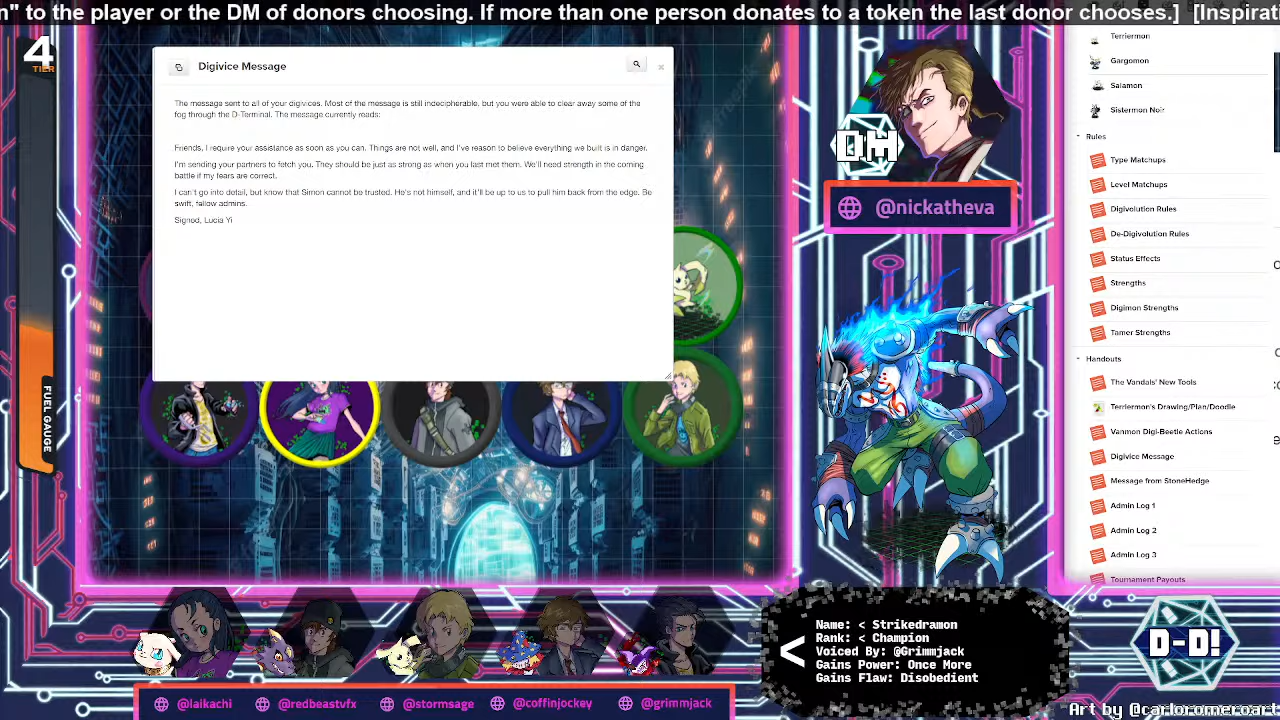 n" to the player or the DM of donors choosing. If more than one person donates to a token the last donor chooses.] [Inspirat
4
TIER
FUEL GAUGE
Digivice Message
The message sent to all of your digivices. Most of the message is still indecipherable, but you were able to clear away some of the
fog through the D-Terminal. The message currently reads:
Friends, I require your assistance as soon as you can. Things are not well, and I've reason to believe everything we built is in danger.
I'm sending your partners to fetch you. They should be just as strong as when you last met them. We'll need strength in the coming
battle if my fears are correct.
I can't go into detail, but know that Simon cannot be trusted. He's not himself, and it'll be up to us to pull him back from the edge. Be
swift, fellow admins.
Signed, Lucia Yi
DM
@nickatheva
Terriermon
Gargomon
Salamon
Sistermon Noir
Rules
Type Matchups
Level Matchups
Digivolution Rules
De-Digivolution Rules
Status Effects
Strengths
Digimon Strengths
Tamer Strengths
Handouts
The Vandals' New Tools
Terriermon's Drawing/Plan/Doodle
Vanmon Digi-Beetle Actions
Digivice Message
Message from StoneHedge
Admin Log 1
Admin Log 2
Admin Log 3
Tournament Payouts
< Name: < Strikedramon
Rank: < Champion
Voiced By: @Grimmjack
Gains Power: Once More
Gains Flaw: Disobedient
D-D!
@laikachi
@redbeastvfx
@stormsage
@coffinjockey
@grimmjack
Art by @carloromeroart